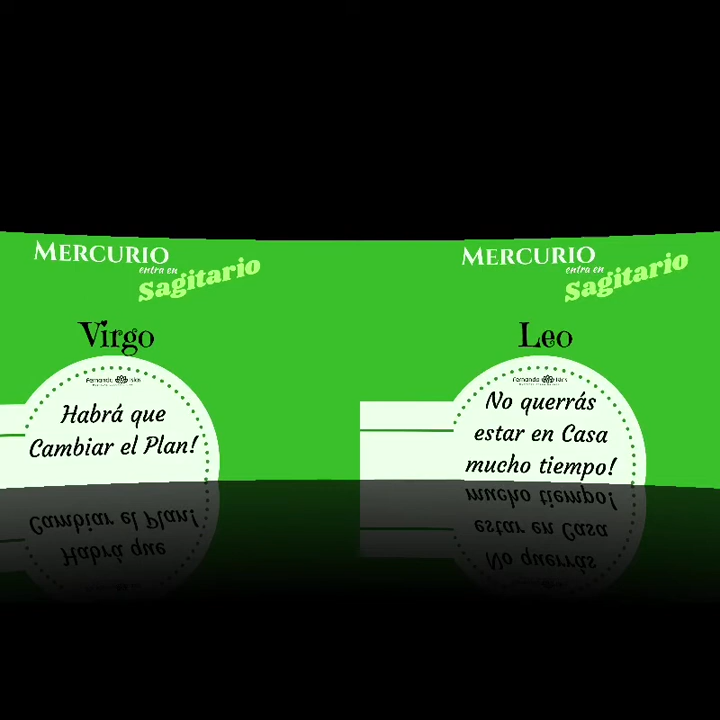 MERCURIO
entra en
Sagitario
Virgo
Habrá que
Cambiar el Plan!
MERCURIO
entra en
Sagitario
Leo
No querrás
estar en Casa
mucho tiempo!